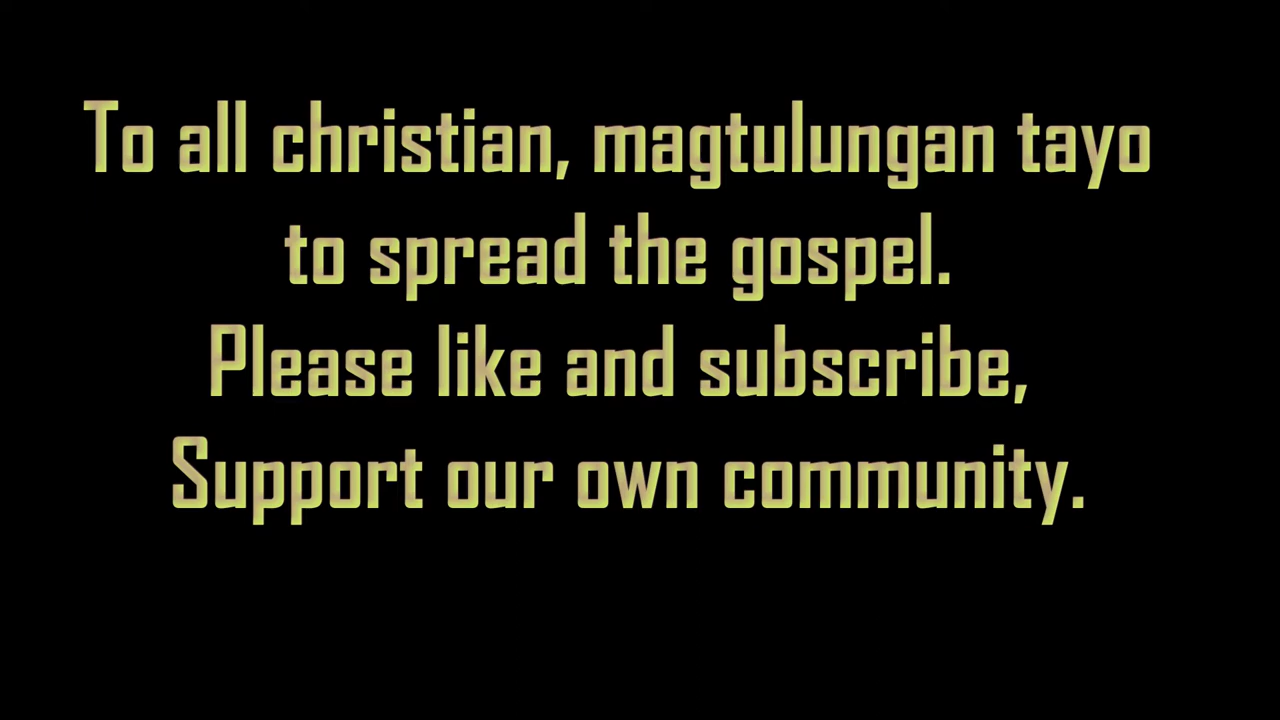 To all christian, magtulungan tayo
to spread the gospel.
Please like and subscribe,
Support our own community.